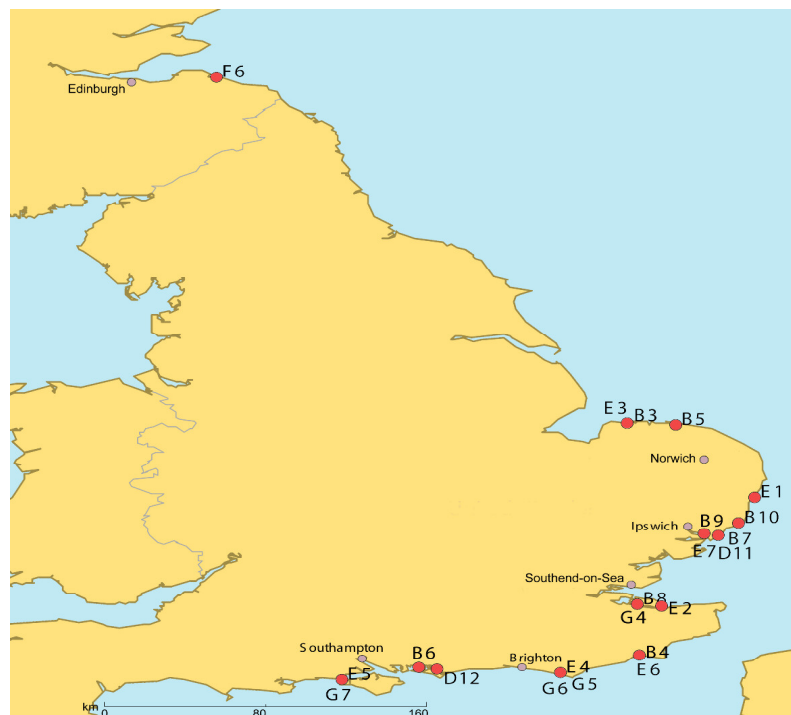 F6
Edinburgh
E3
B3
B5
Norwich
E1
B10
Ipswich
B9
B7
E7
D11
Southend-on-Sea
B8
E2
G4
Southampton
B6
Brighton
B4
E5
D12
E4
E6
G7
G6
G5
km
0
80
160